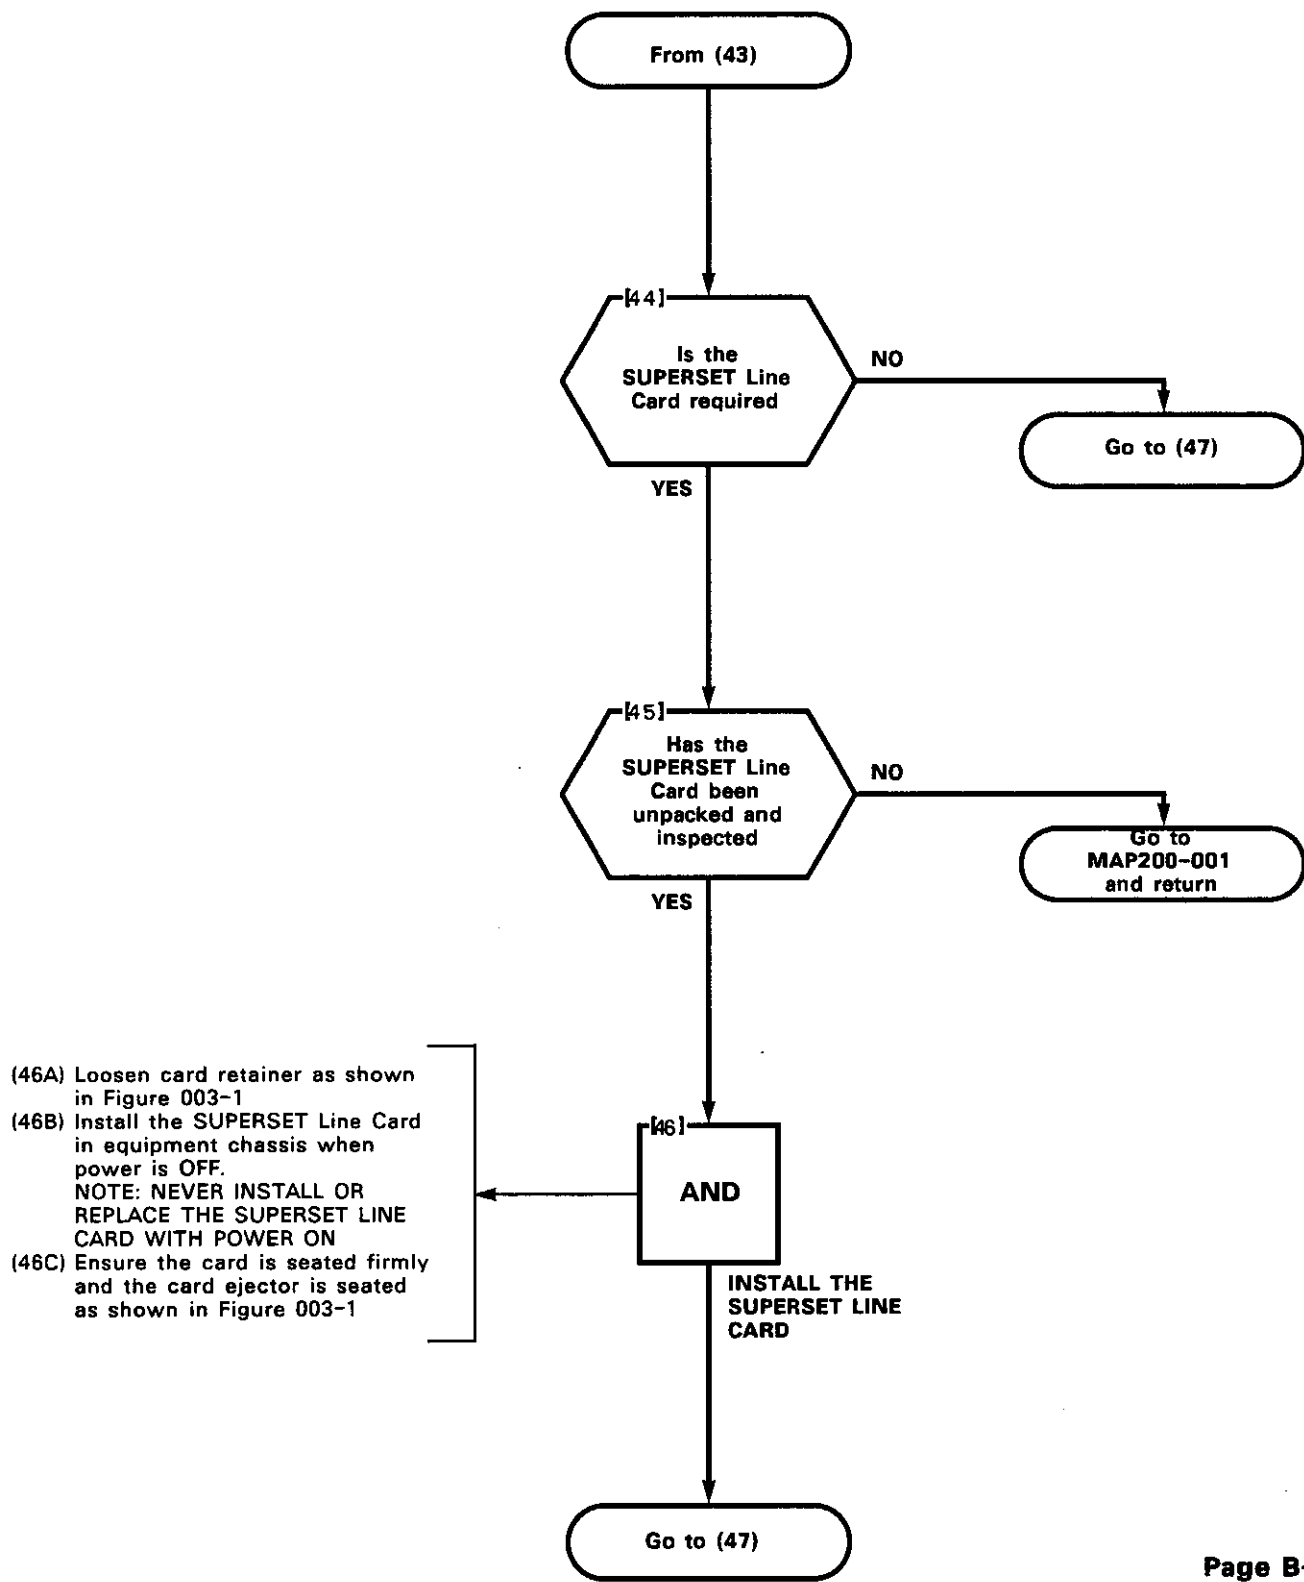 From (43)
[44]
Is the
SUPERSET Line
Card required
NO
Go to (47)
YES
[45]
Has the
SUPERSET Line
Card been
unpacked and
inspected
NO
Go to
MAP200-001
and return
YES
(46A) Loosen card retainer as shown
in Figure 003-1
(46B) Install the SUPERSET Line Card
in equipment chassis when
power is OFF.
NOTE: NEVER INSTALL OR
REPLACE THE SUPERSET LINE
CARD WITH POWER ON
(46C) Ensure the card is seated firmly
and the card ejector is seated
as shown in Figure 003-1
[46]
AND
INSTALL THE
SUPERSET LINE
CARD
Go to (47)
Page B-